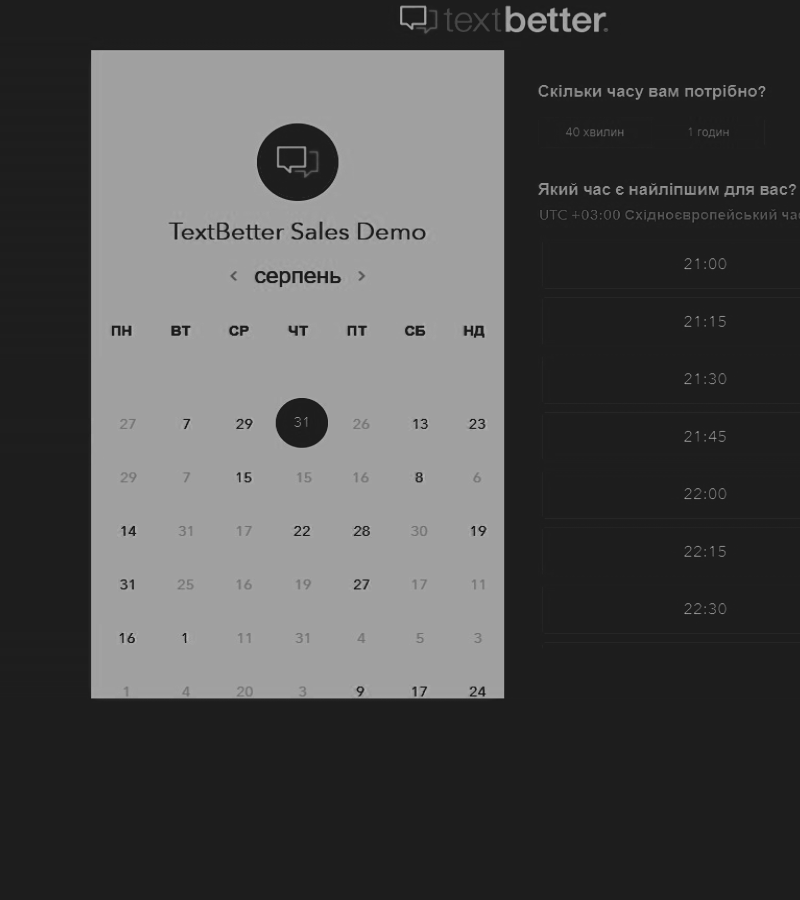 textbetter.
TextBetter Sales Demo
< серпень >
ПН ВТ СР ЧТ ПТ СБ НД
27 7 29 31 26 13 23
29 7 15 15 16 8 6
14 31 17 22 28 30 19
31 25 16 19 27 17 11
16 1 11 31 4 5 3
1 4 20 3 9 17 24
Скільки часу вам потрібно?
40 хвилин 1 годин
Який час є найліпшим для вас?
UTC +03:00 Східноєвропейський
21:00
21:15
21:30
21:45
22:00
22:15
22:30